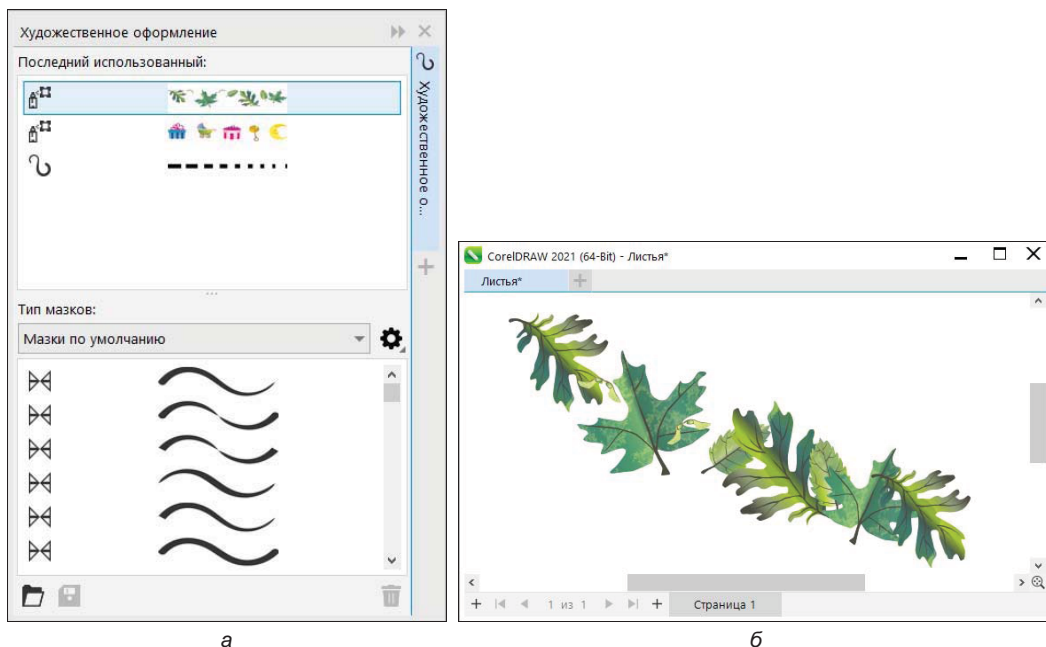 Художественное оформление
Последний использованный:
Художественное о...
Тип мазков:
Мазки по умолчанию
а
CorelDRAW 2021 (64-Bit) - Листья*
Листья*
1 из 1
Страница 1
б